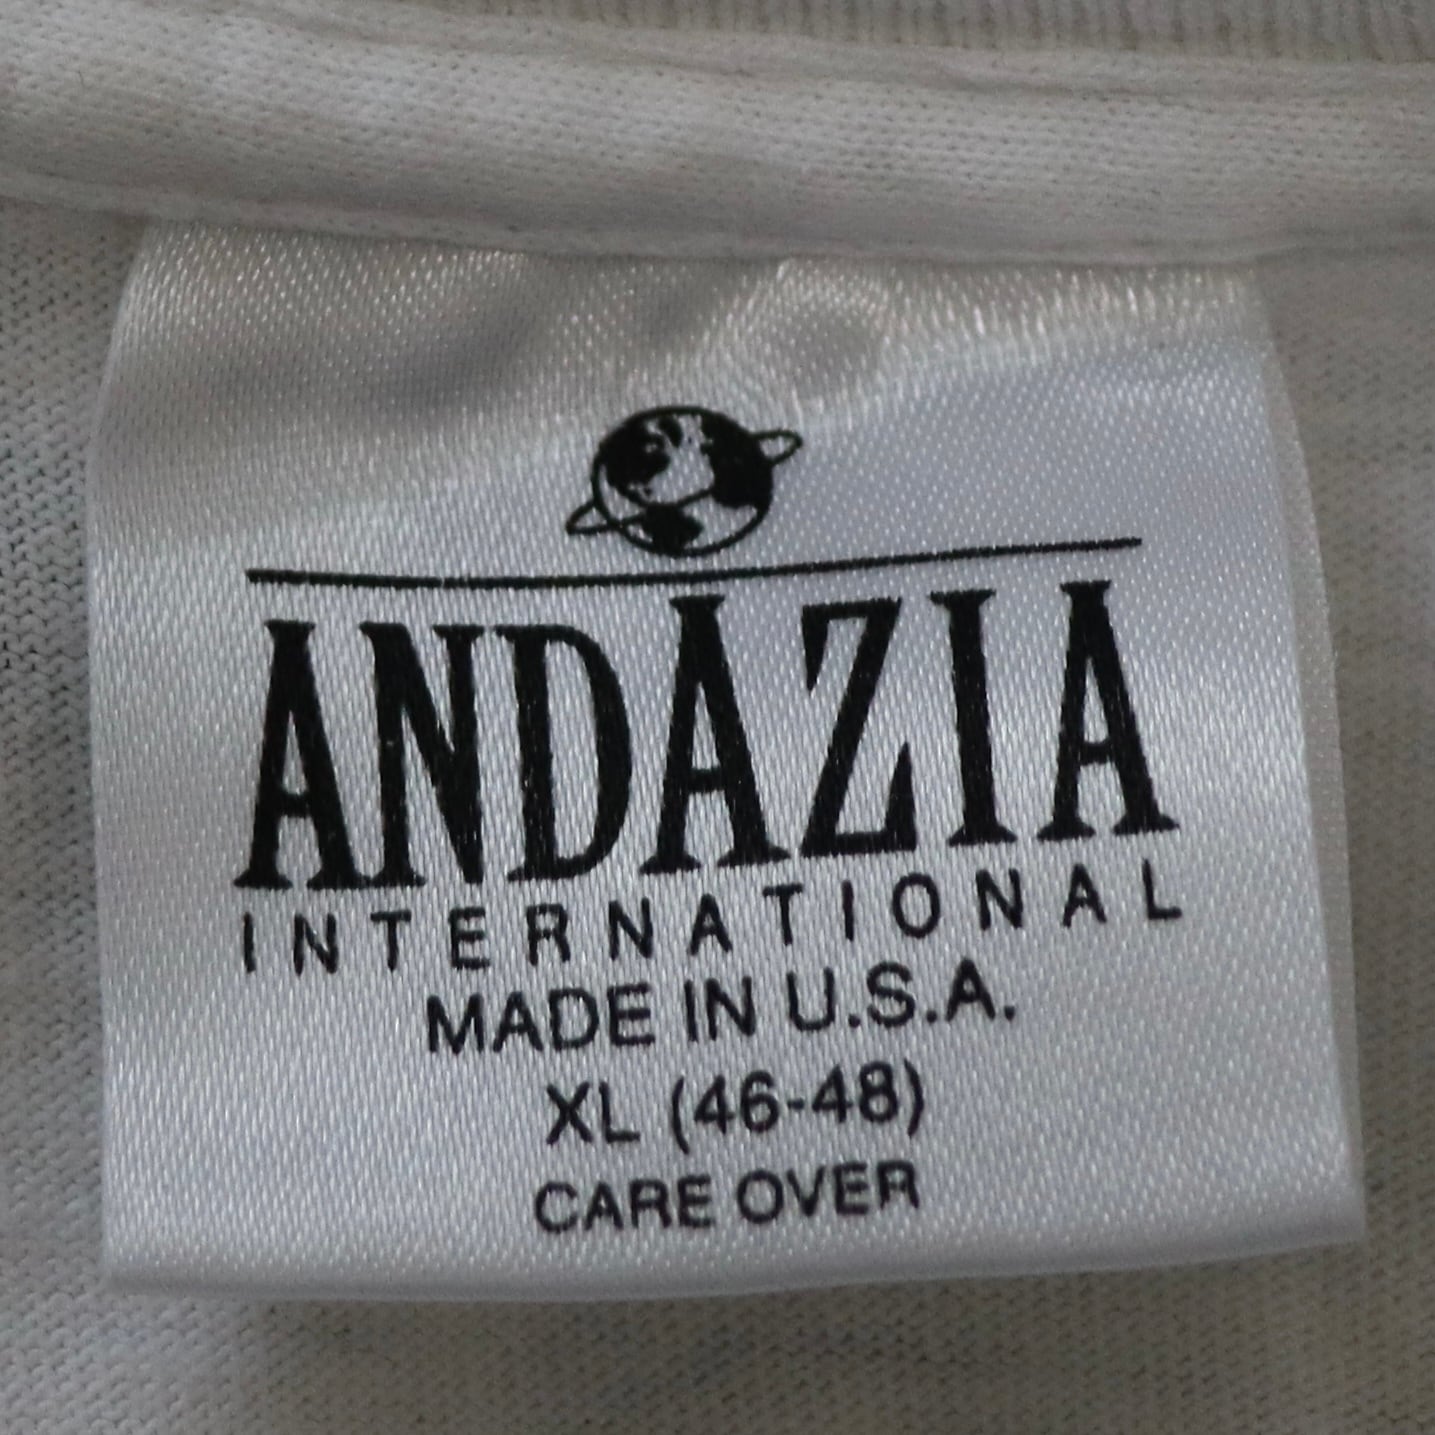 ANDAZIA
INTERNATIONAL
MADE IN U.S.A.
XL (46-48)
CARE OVER